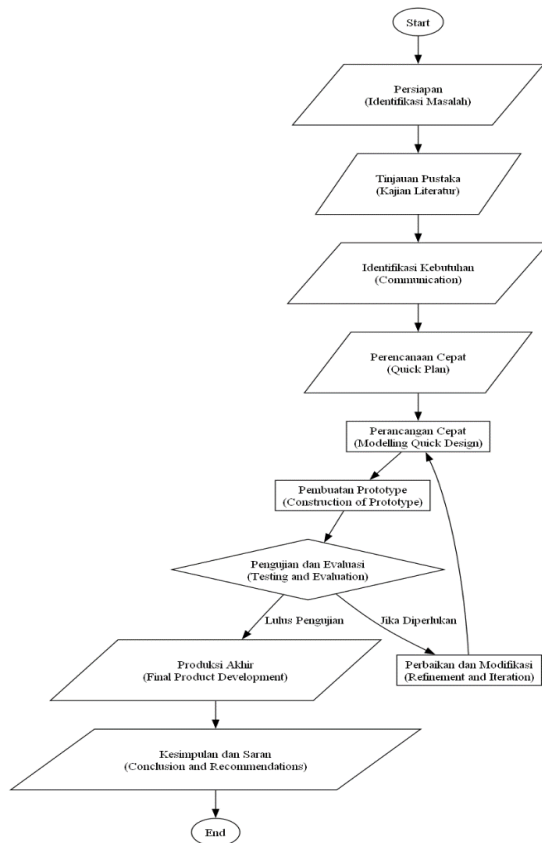 Start
Persiapan
(Identifikasi Masalah)
Tinjauan Pustaka
(Kajian Literatur)
Identifikasi Kebutuhan
(Communication)
Perencanaan Cepat
(Quick Plan)
Perancangan Cepat
(Modelling Quick Design)
Pembuatan Prototype
(Construction of Prototype)
Pengujian dan Evaluasi
(Testing and Evaluation)
Lulus Pengujian
Jika Diperlukan
Produksi Akhir
(Final Product Development)
Perbaikan dan Modifikasi
(Refinement and Iteration)
Kesimpulan dan Saran
(Conclusion and Recommendations)
End